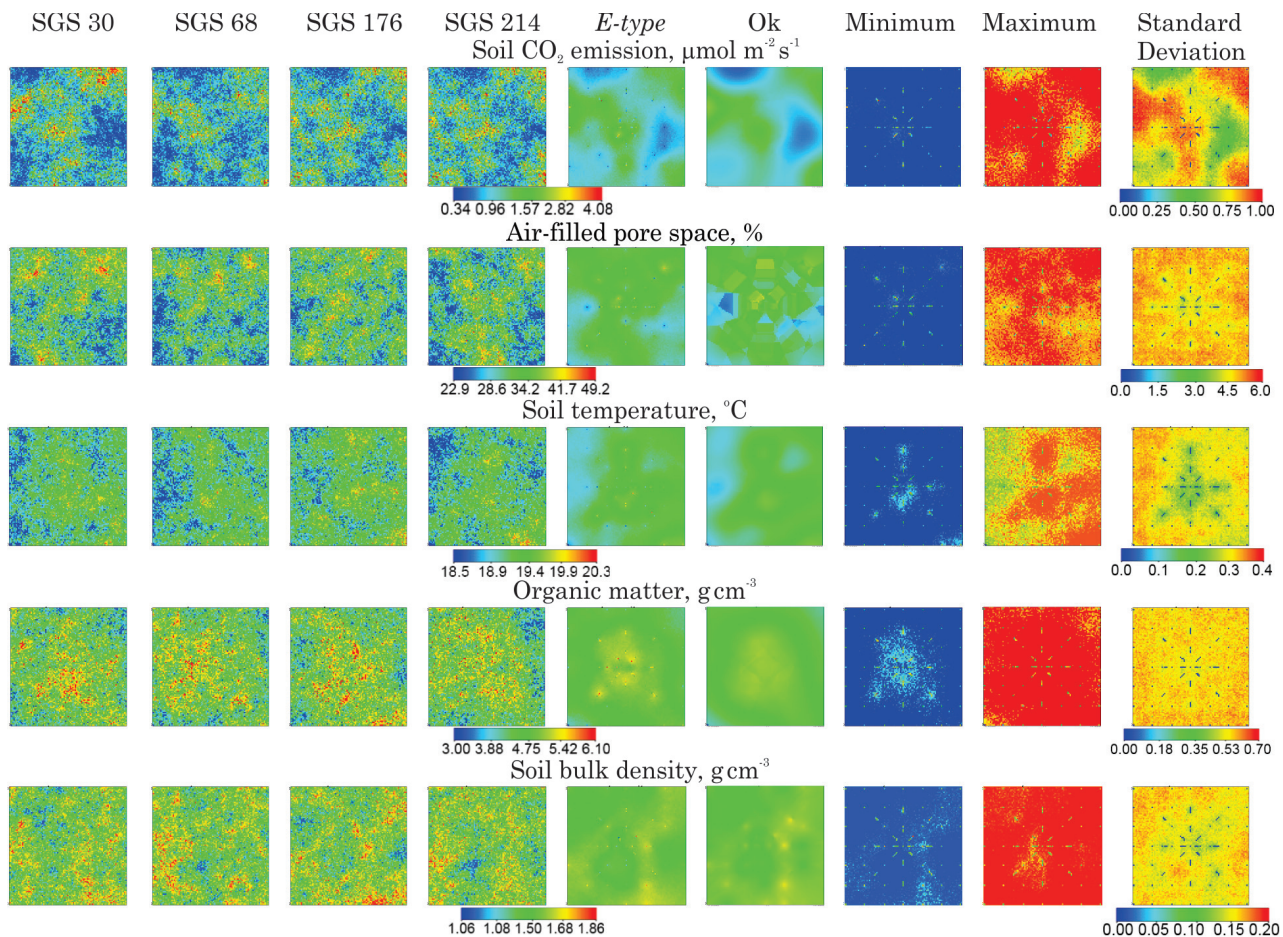 SGS 30 SGS 68 SGS 176 SGS 214 E-type Ok Minimum Maximum Standard Deviation
Soil CO₂ emission, µmol m⁻² s⁻¹
0.34 0.96 1.57 2.82 4.08
0.00 0.25 0.50 0.75 1.00
Air-filled pore space, %
22.9 28.6 34.2 41.7 49.2
0.0 1.5 3.0 4.5 6.0
Soil temperature, °C
18.5 18.9 19.4 19.9 20.3
0.0 0.1 0.2 0.3 0.4
Organic matter, g cm⁻³
3.00 3.88 4.75 5.42 6.10
0.00 0.18 0.35 0.53 0.70
Soil bulk density, g cm⁻³
1.06 1.08 1.50 1.68 1.86
0.00 0.05 0.10 0.15 0.20